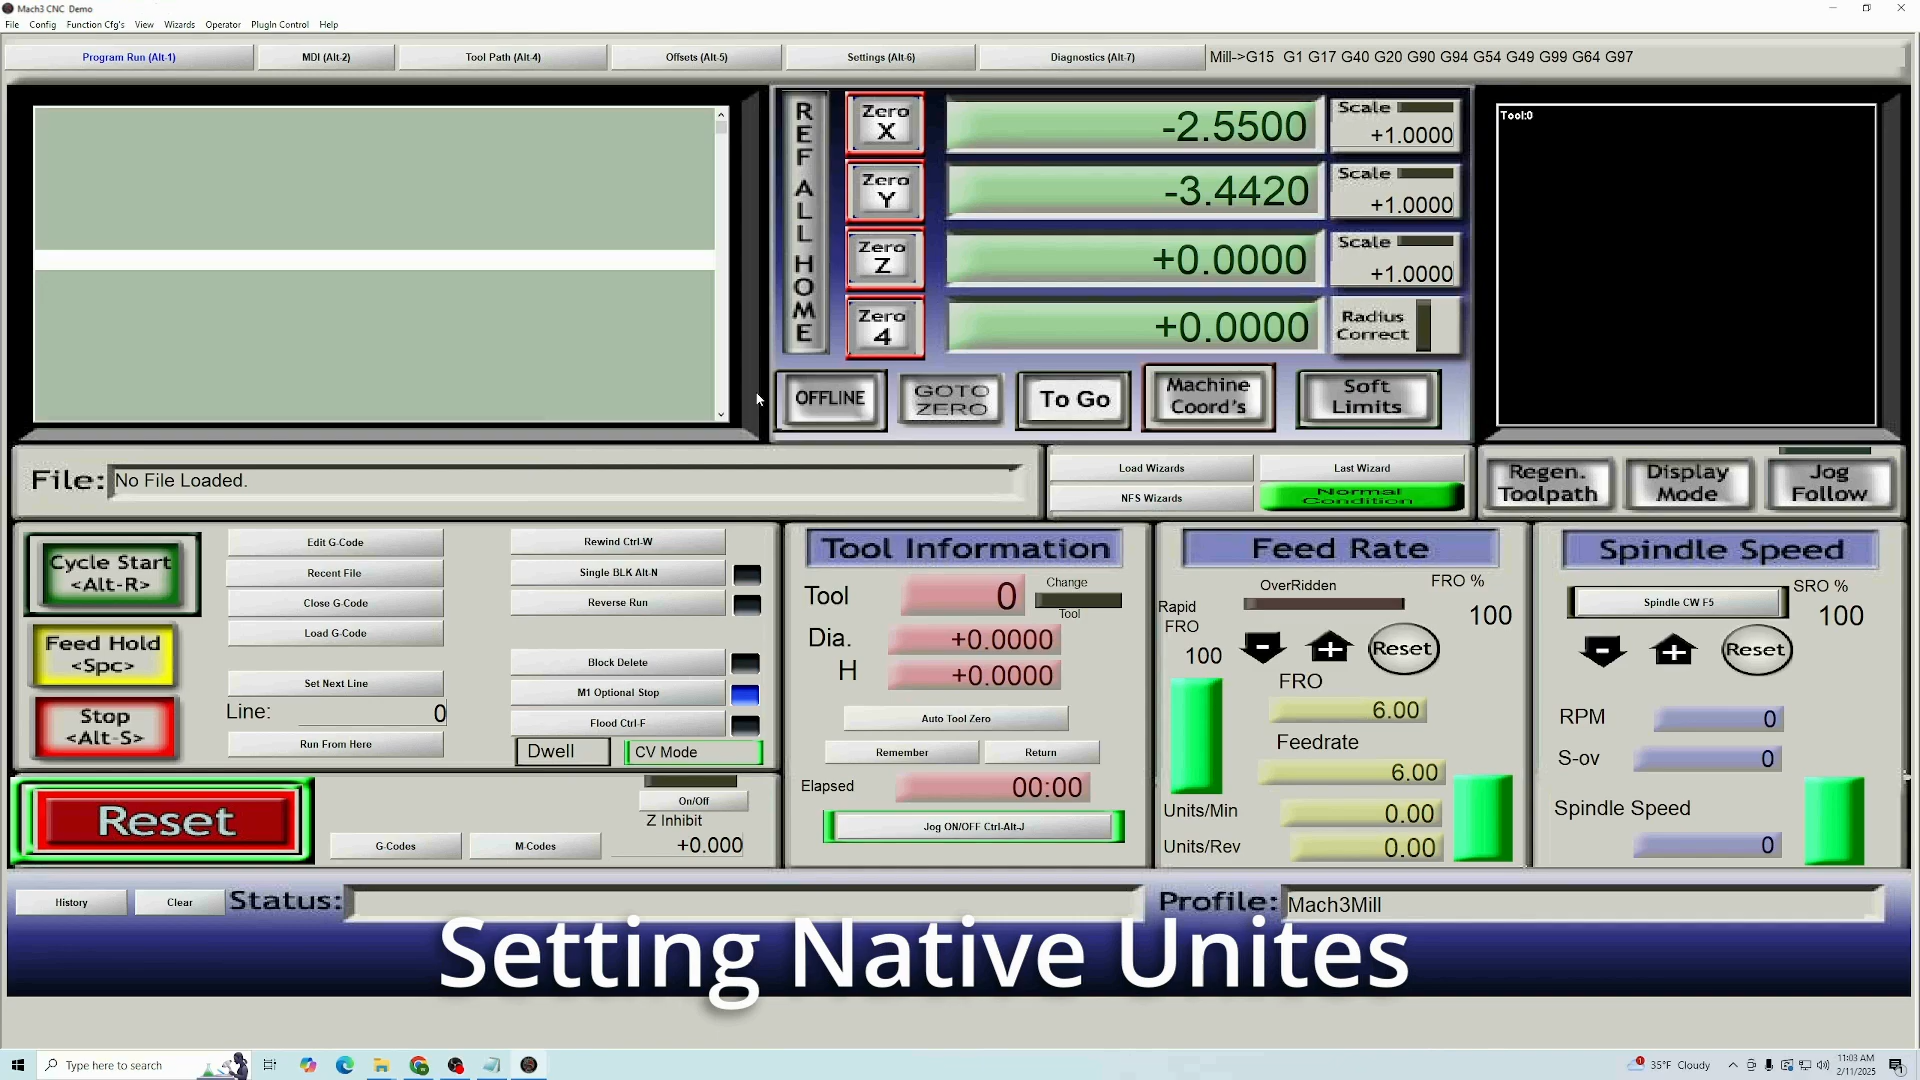 Mach3 CNC Demo
File Config Function Cfg's View Wizards Operator PlugIn Control Help
Program Run (Alt-1) MDI (Alt-2) Tool Path (Alt-4) Offsets (Alt-5) Settings (Alt-6) Diagnostics (Alt-7) Mill->G15 G1 G17 G40 G20 G90 G94 G54 G49 G99 G64 G97
REF ALL HOME
Zero X -2.5500 Scale +1.0000
Zero Y -3.4420 Scale +1.0000
Zero Z +0.0000 Scale +1.0000
Zero 4 +0.0000 Radius Correct
OFFLINE GOTO ZERO To Go Machine Coord's Soft Limits
Tool:0
File: No File Loaded.
Load Wizards Last Wizard
NFS Wizards Normal Condition
Regen. Toolpath Display Mode Jog Follow
Cycle Start <Alt-R>
Feed Hold <Spc>
Stop <Alt-S>
Edit G-Code
Recent File
Close G-Code
Load G-Code
Set Next Line
Line: 0
Run From Here
Rewind Ctrl-W
Single BLK Alt-N
Reverse Run
Block Delete
M1 Optional Stop
Flood Ctrl-F
Dwell CV Mode
Reset
G-Codes M-Codes
On/Off
Z Inhibit
+0.000
Tool Information
Tool 0 Change Tool
Dia. +0.0000
H +0.0000
Auto Tool Zero
Remember Return
Elapsed 00:00
Jog ON/OFF Ctrl-Alt-J
Feed Rate
OverRidden FRO % 100
Rapid FRO 100
Reset
FRO
6.00
Feedrate
6.00
Units/Min 0.00
Units/Rev 0.00
Spindle Speed
Spindle CW F5 SRO % 100
Reset
RPM 0
S-ov 0
Spindle Speed
0
History Clear Status: Profile: Mach3Mill
Setting Native Unites
Type here to search
35°F Cloudy
11:03 AM
2/11/2025